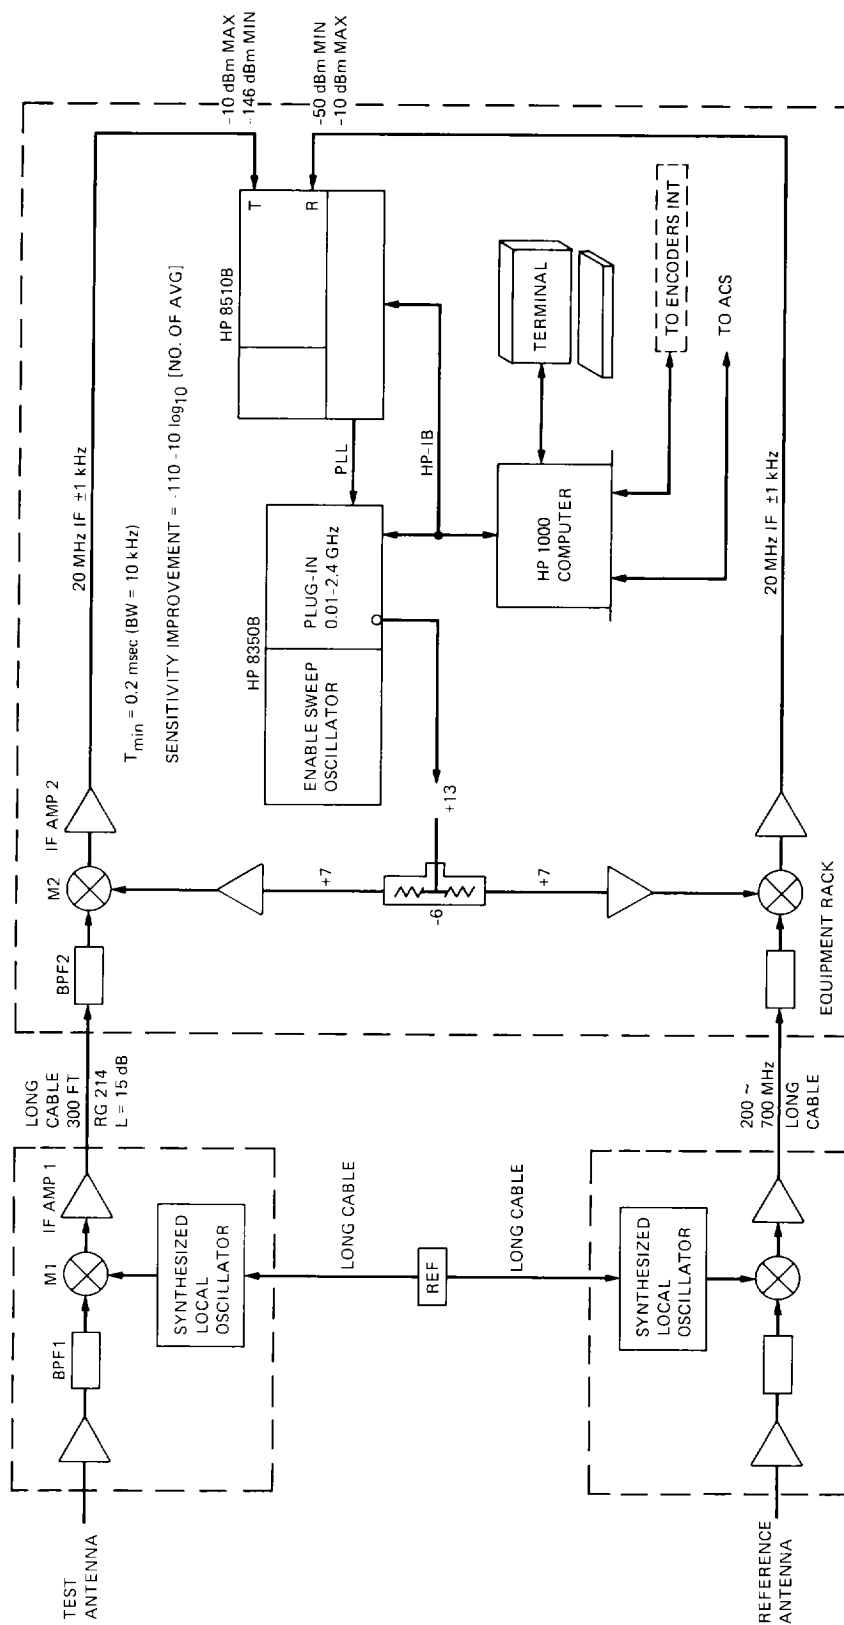 TEST
ANTENNA
BPF1
M1
IF AMP 1
SYNTHESIZED
LOCAL
OSCILLATOR
LONG
CABLE
300 FT
RG 214
L = 15 dB
BPF2
M2
IF AMP 2
20 MHz IF ±1 kHz
-10 dBm MAX
-146 dBm MIN
-50 dBm MIN
-10 dBm MAX
T_min = 0.2 msec (BW = 10 kHz)
SENSITIVITY IMPROVEMENT = -110 -10 log10 [NO. OF AVG]
HP 8350B
ENABLE SWEEP
OSCILLATOR
PLUG-IN
0.01-2.4 GHz
PLL
HP 8510B
T
R
HP-IB
+7
-6
+7
+13
HP 1000
COMPUTER
TERMINAL
TO ENCODERS INT
TO ACS
LONG CABLE
REF
LONG CABLE
SYNTHESIZED
LOCAL
OSCILLATOR
REFERENCE
ANTENNA
200 ~
700 MHz
LONG
CABLE
20 MHz IF ±1 kHz
EQUIPMENT RACK